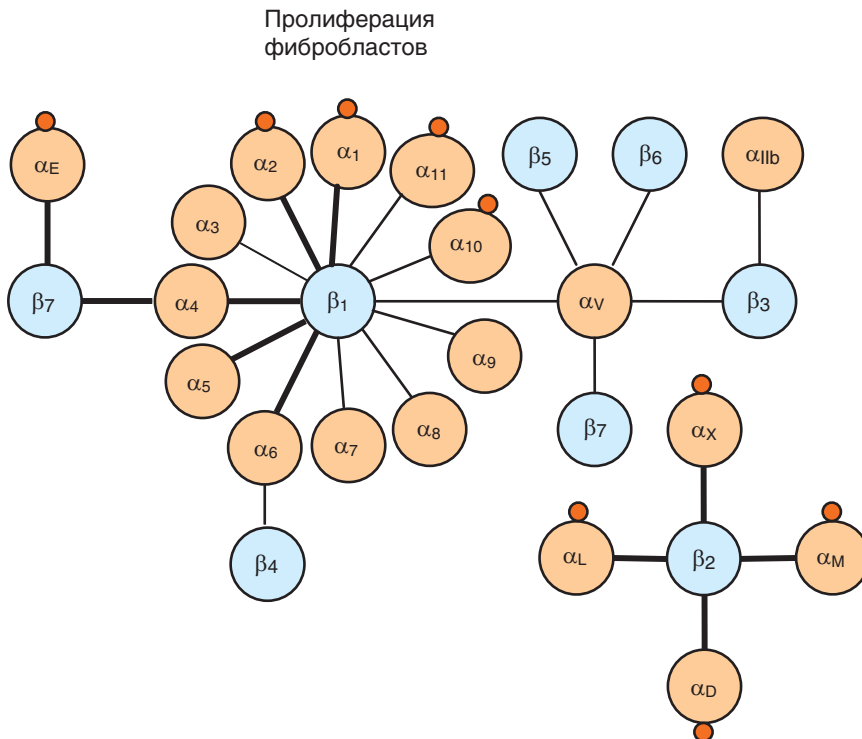 Пролиферация
фибробластов
αE
α2
α1
α11
β5
β6
αIIb
α3
α10
β7
α4
β1
αV
β3
α5
α9
α6
α7
α8
β7
αX
β4
αL
β2
αM
αD